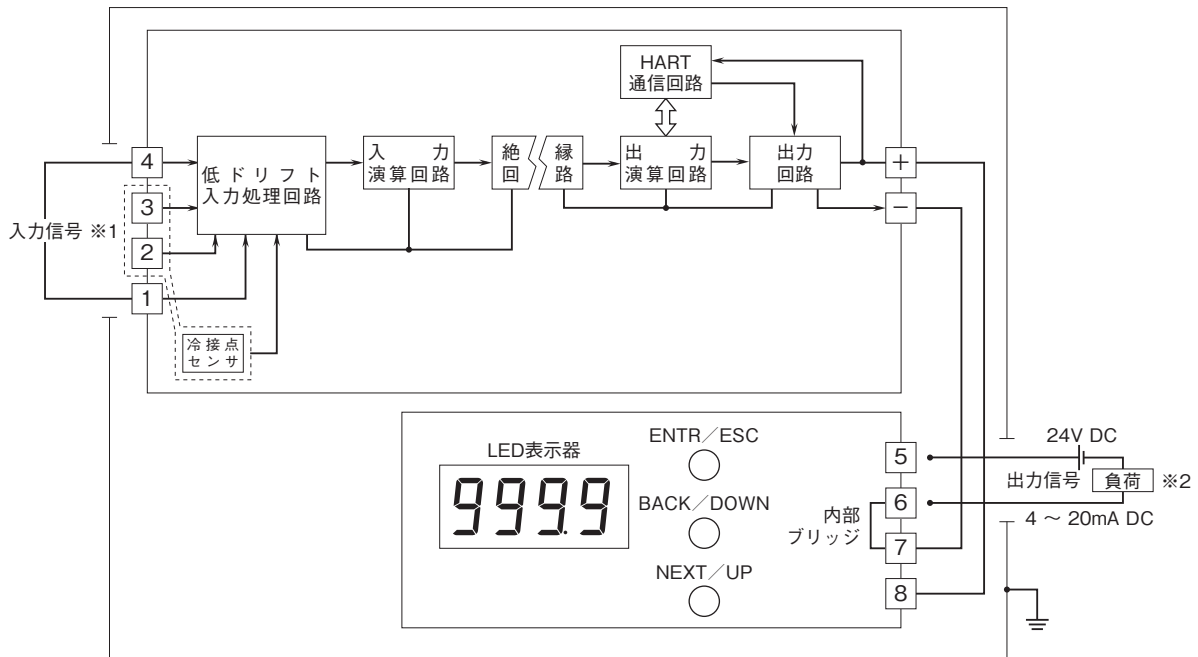 HART
通信回路
4
3
2
1
入力信号 ※1
低ドリフト
入力処理回路
入力
演算回路
絶縁
回路
出力
演算回路
出力
回路
+
−
冷接点
センサ
LED表示器
999.9
ENTR／ESC
BACK／DOWN
NEXT／UP
内部
ブリッジ
5
6
7
8
24V DC
出力信号
負荷 ※2
4 ～ 20mA DC